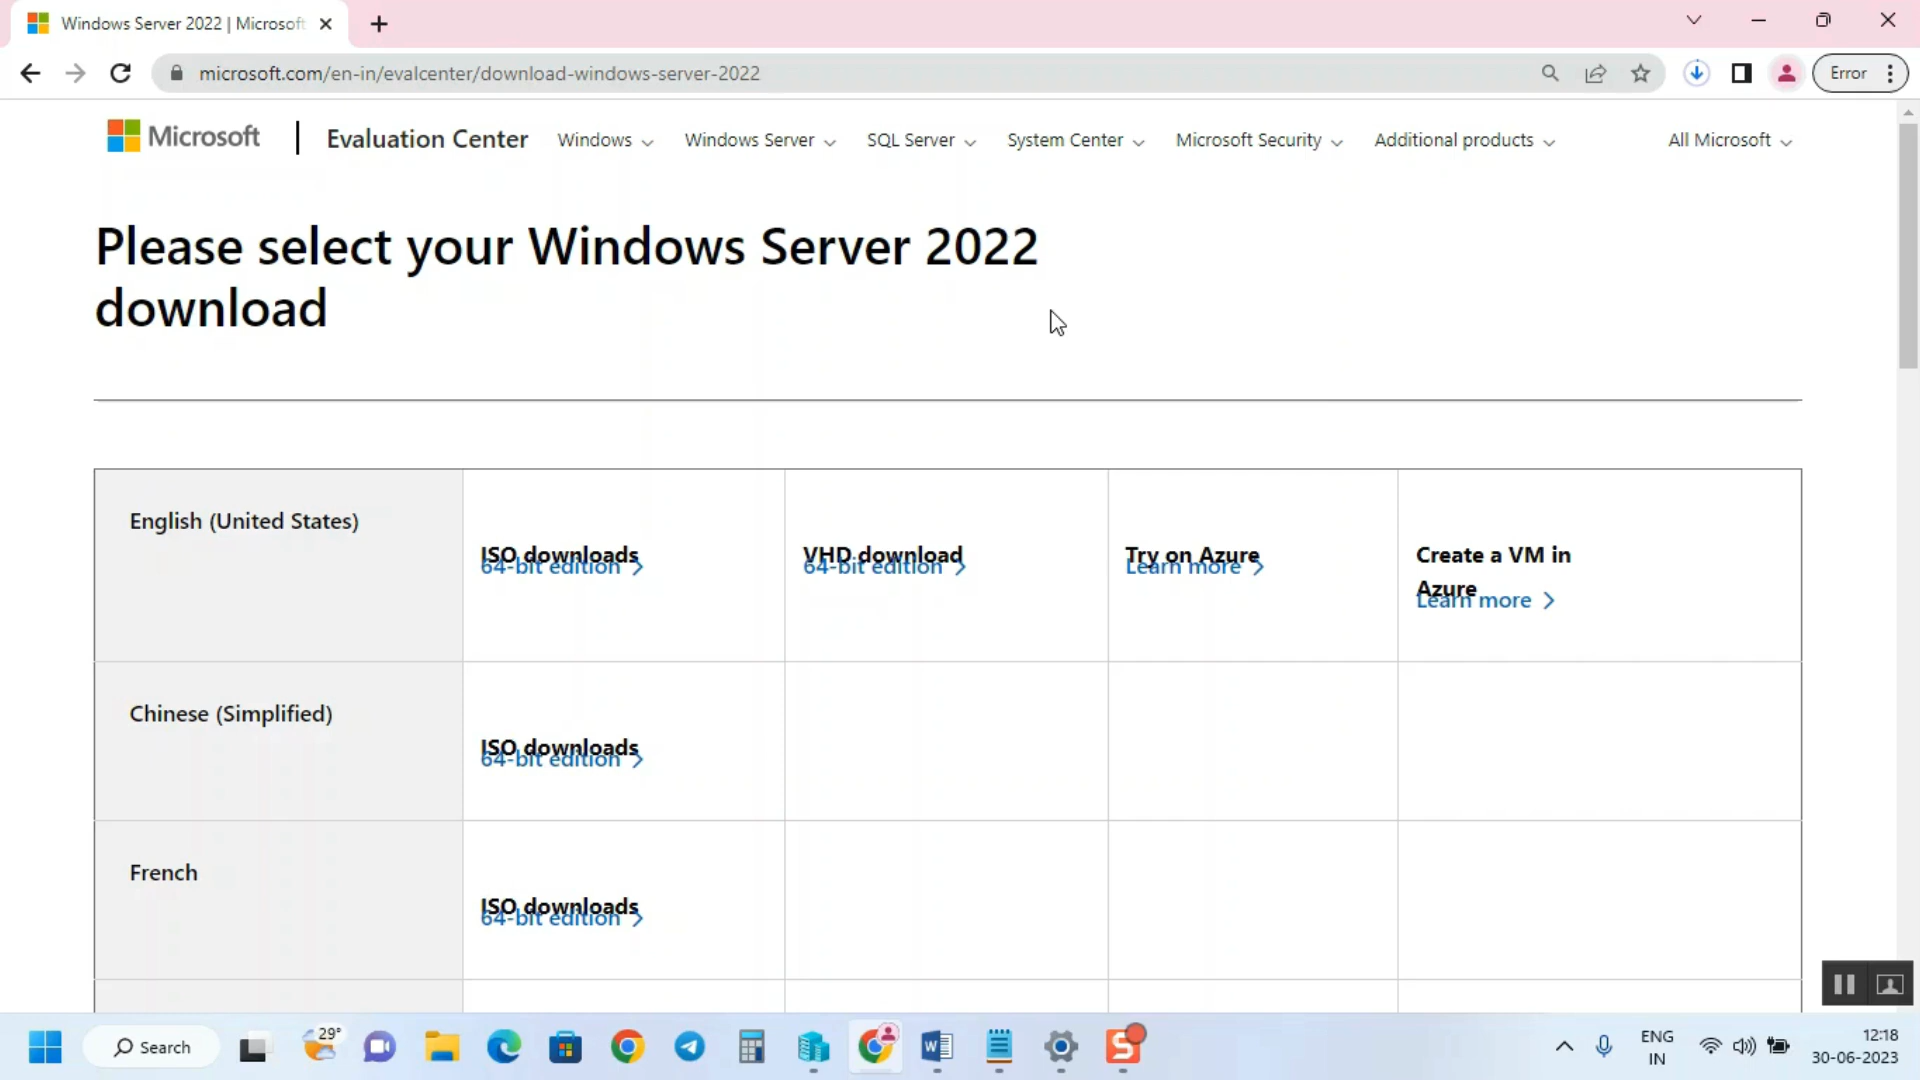 Windows Server 2022 | Microsoft
microsoft.com/en-in/evalcenter/download-windows-server-2022
Error
Microsoft
Evaluation Center
Windows
Windows Server
SQL Server
System Center
Microsoft Security
Additional products
All Microsoft
Please select your Windows Server 2022
download
English (United States)
ISO downloads
64-bit edition
VHD download
64-bit edition
Try on Azure
Learn more
Create a VM in
Azure
Learn more
Chinese (Simplified)
ISO downloads
64-bit edition
French
ISO downloads
64-bit edition
Search
29°
W
S
ENG
IN
12:18
30-06-2023